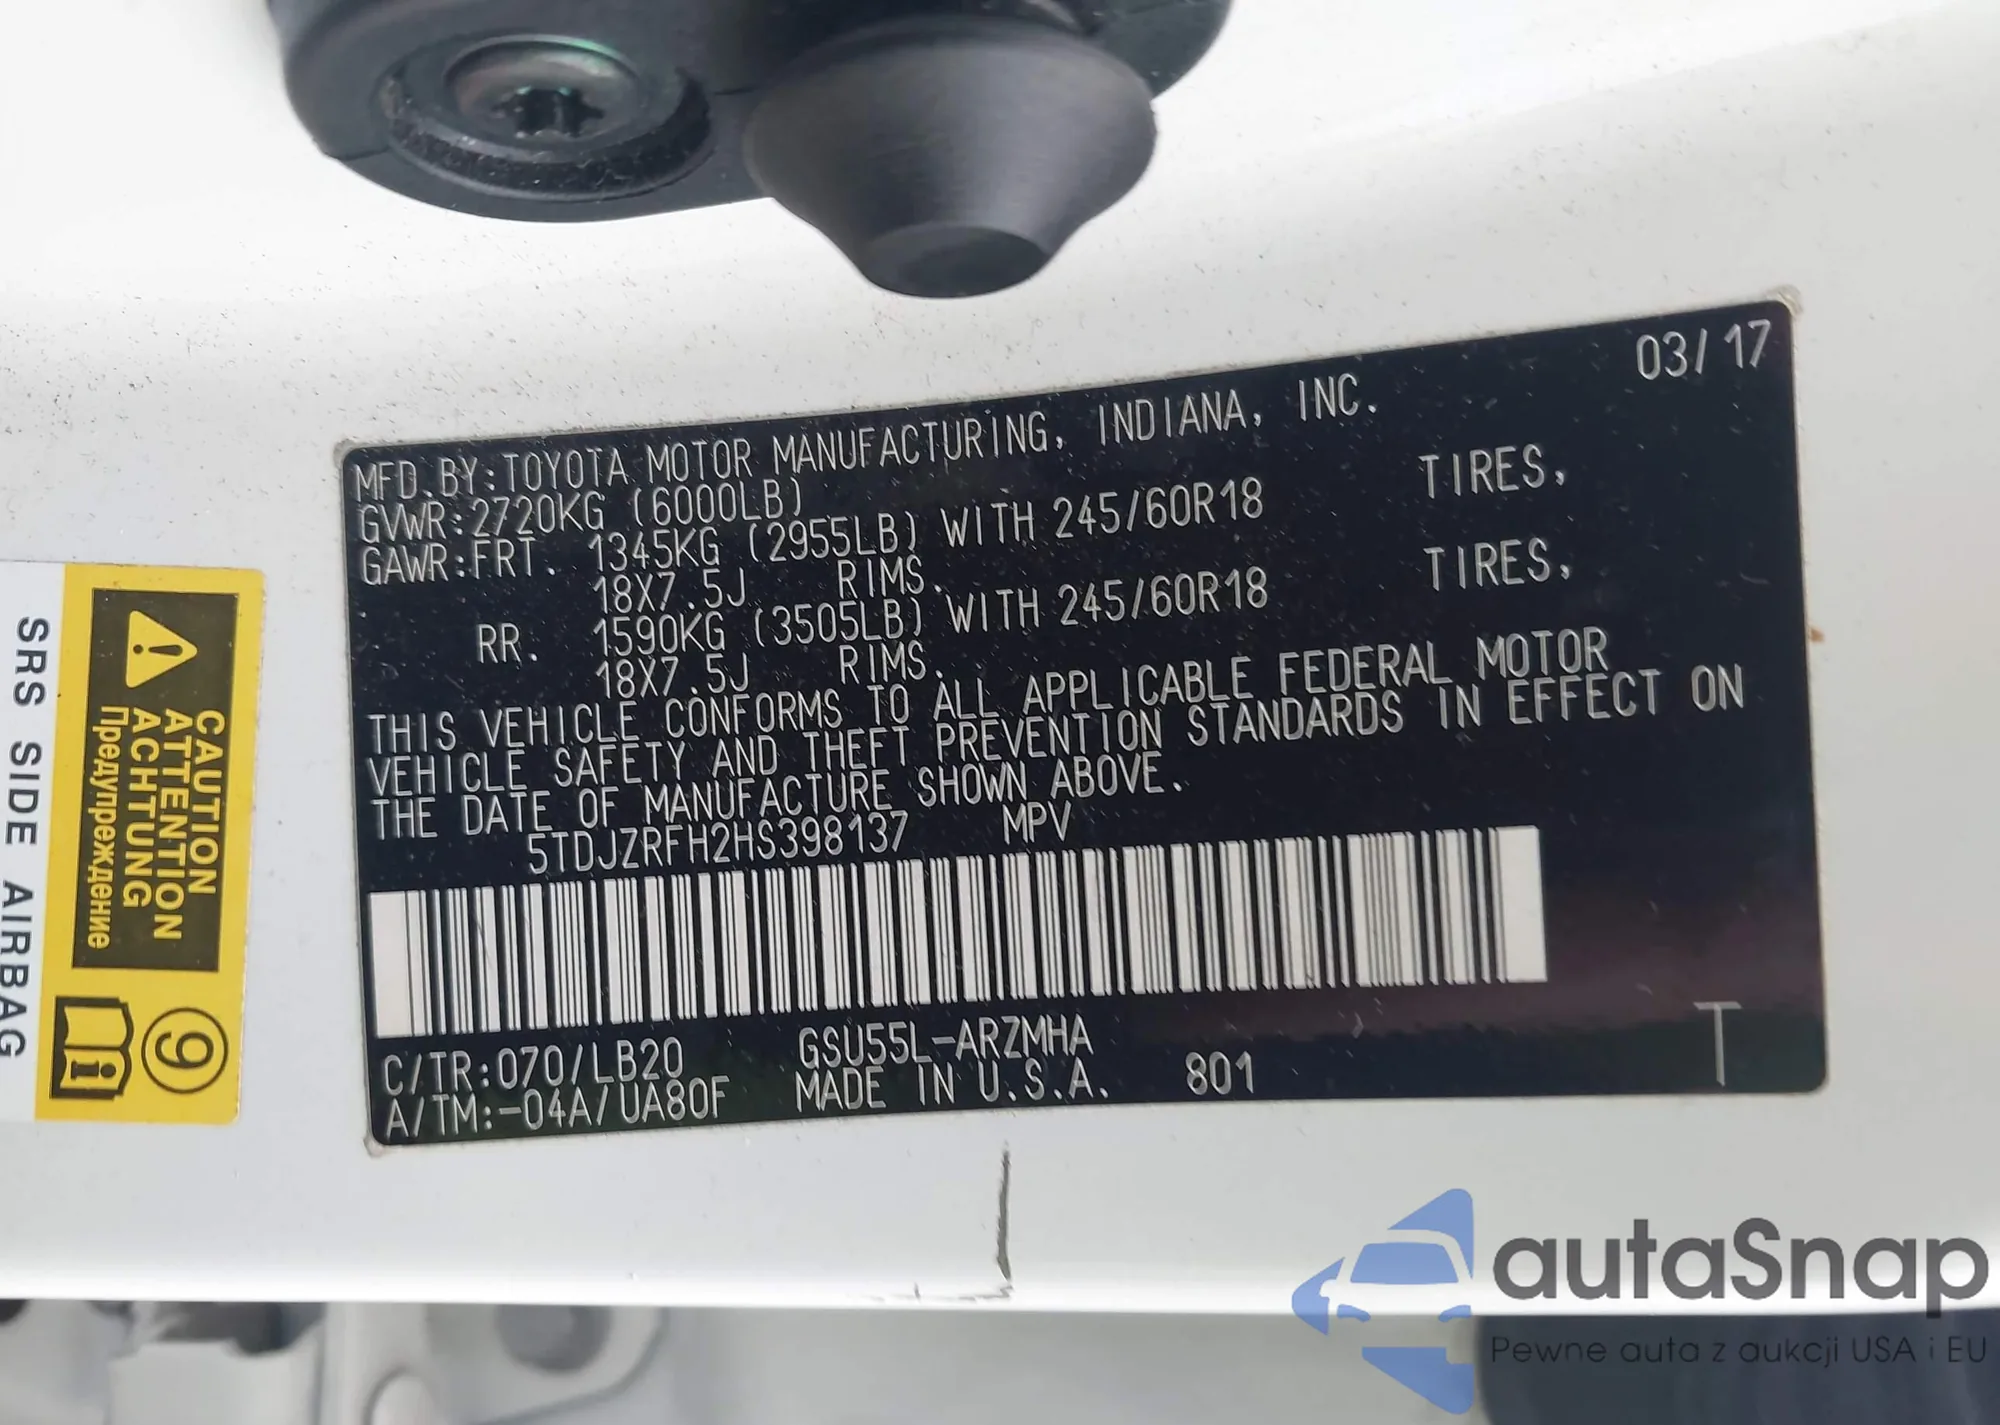 03/17
MFD. BY:TOYOTA MOTOR MANUFACTURING, INDIANA, INC.
GVWR:2720KG (6000LB)
GAWR:FRT. 1345KG (2955LB) WITH 245/60R18 TIRES,
18X7.5J RIMS.
RR. 1590KG (3505LB) WITH 245/60R18 TIRES,
18X7.5J RIMS.
THIS VEHICLE CONFORMS TO ALL APPLICABLE FEDERAL MOTOR
VEHICLE SAFETY AND THEFT PREVENTION STANDARDS IN EFFECT ON
THE DATE OF MANUFACTURE SHOWN ABOVE.
5TDJZRFH2HS398137 MPV
C/TR:070/LB20 GSU55L-ARZMHA
A/TM:-04A/UA80F MADE IN U.S.A. 801 T
CAUTION
ATTENTION
ACHTUNG
Предупреждение
9
SRS SIDE AIRBAG
autaSnap
Pewne auta z aukcji USA i EU